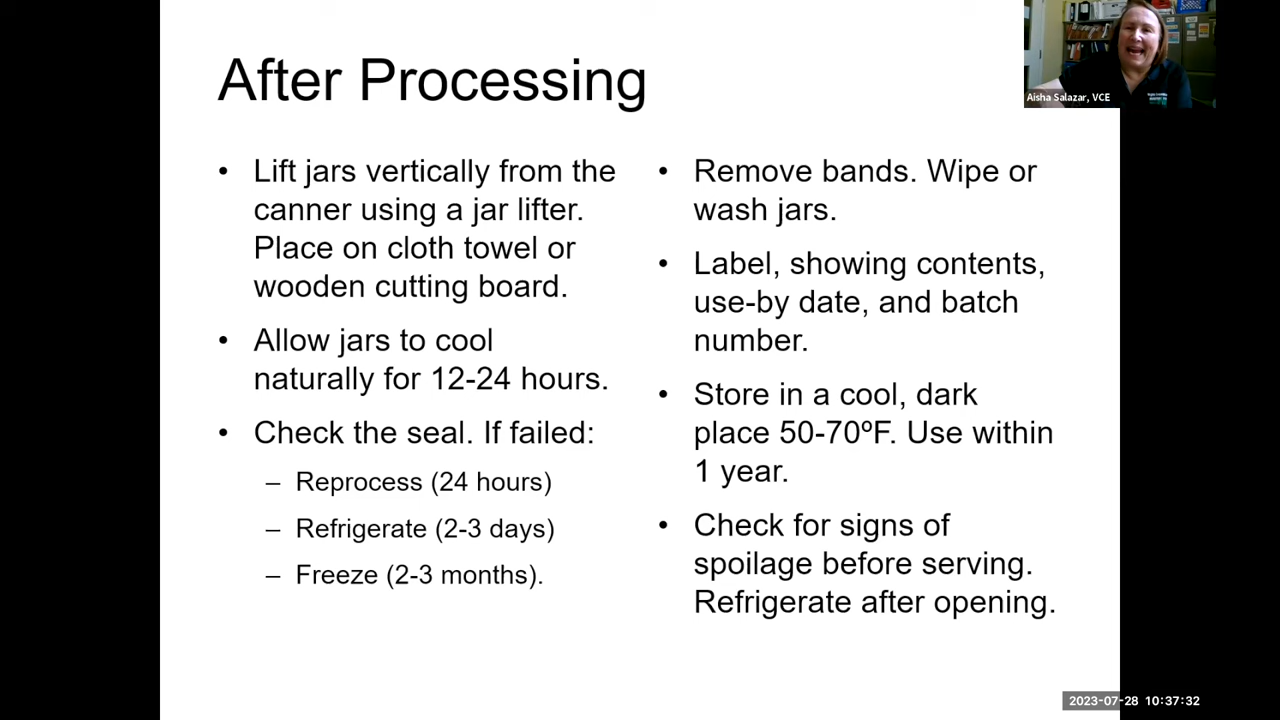 After Processing
• Lift jars vertically from the
canner using a jar lifter.
Place on cloth towel or
wooden cutting board.
• Allow jars to cool
naturally for 12-24 hours.
• Check the seal. If failed:
– Reprocess (24 hours)
– Refrigerate (2-3 days)
– Freeze (2-3 months).
• Remove bands. Wipe or
wash jars.
• Label, showing contents,
use-by date, and batch
number.
• Store in a cool, dark
place 50-70ºF. Use within
1 year.
• Check for signs of
spoilage before serving.
Refrigerate after opening.
Aisha Salazar, VCE
2023-07-28 10:37:32